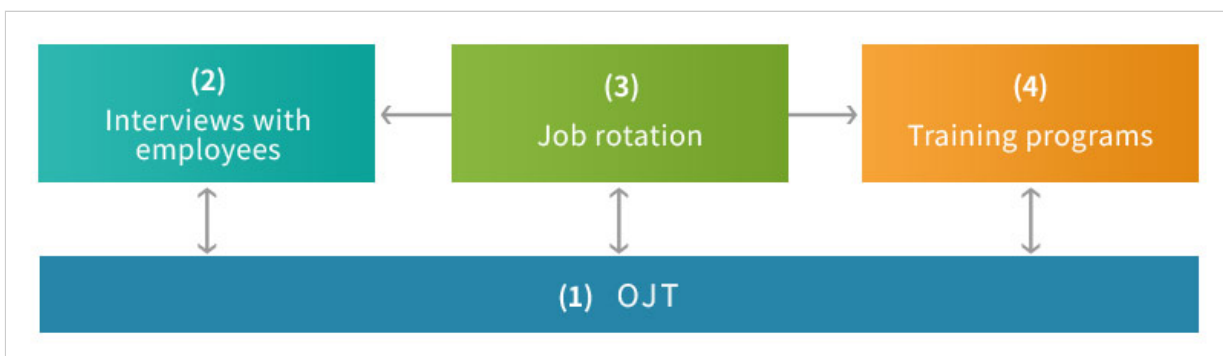 (2)
Interviews with
employees
(3)
Job rotation
(4)
Training programs
(1) OJT